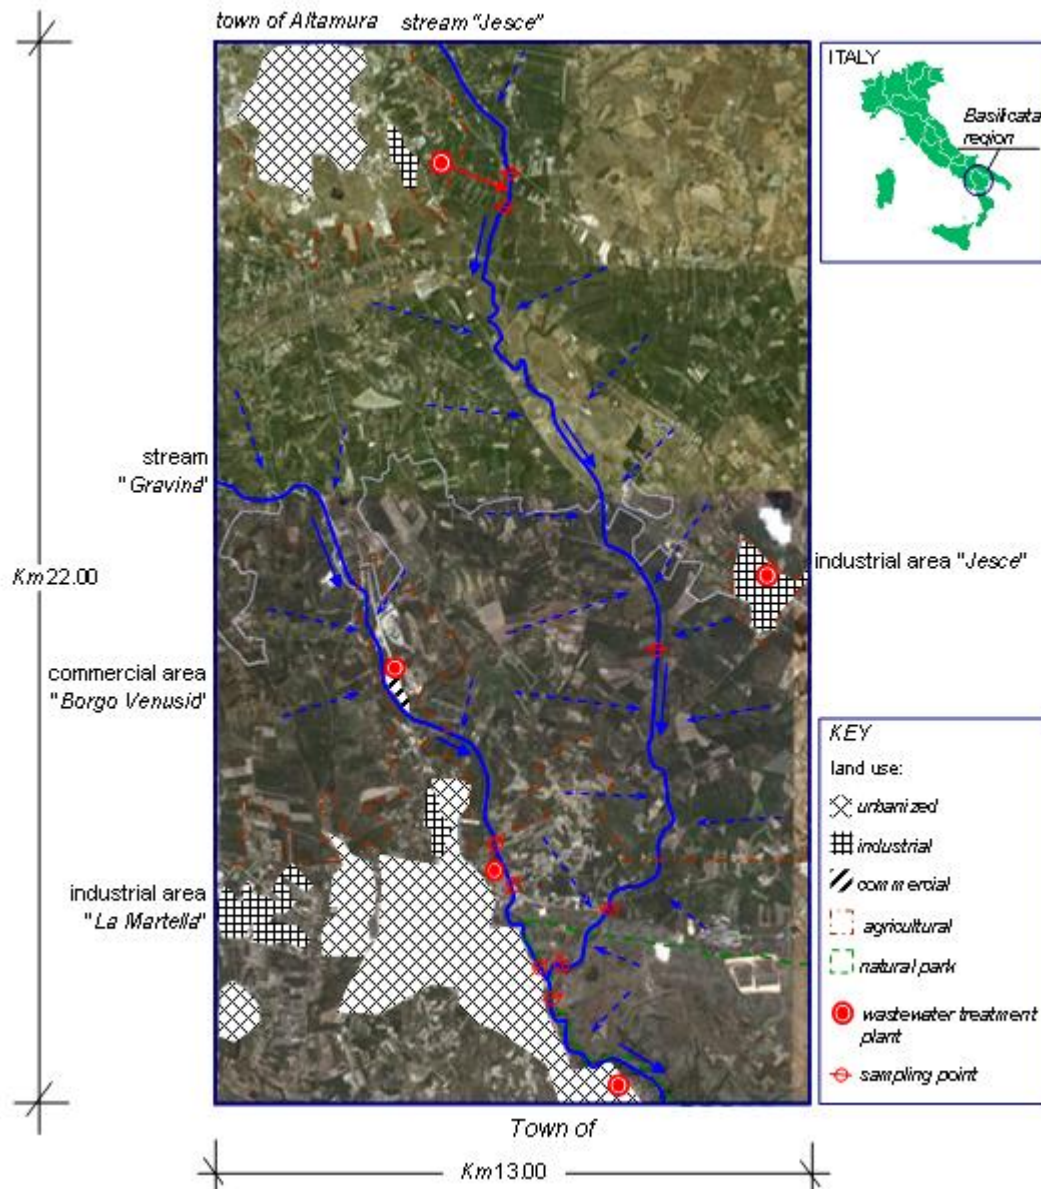 town of Altamura stream "Jesce"
ITALY
Basilicata
region
stream
"Gravina"
Km 22.00
industrial area "Jesce"
commercial area
"Borgo Venusio"
KEY
land use:
urbanized
industrial
commercial
agricultural
natural park
wastewater treatment
plant
sampling point
industrial area
"La Martella"
Town of
Km 13.00